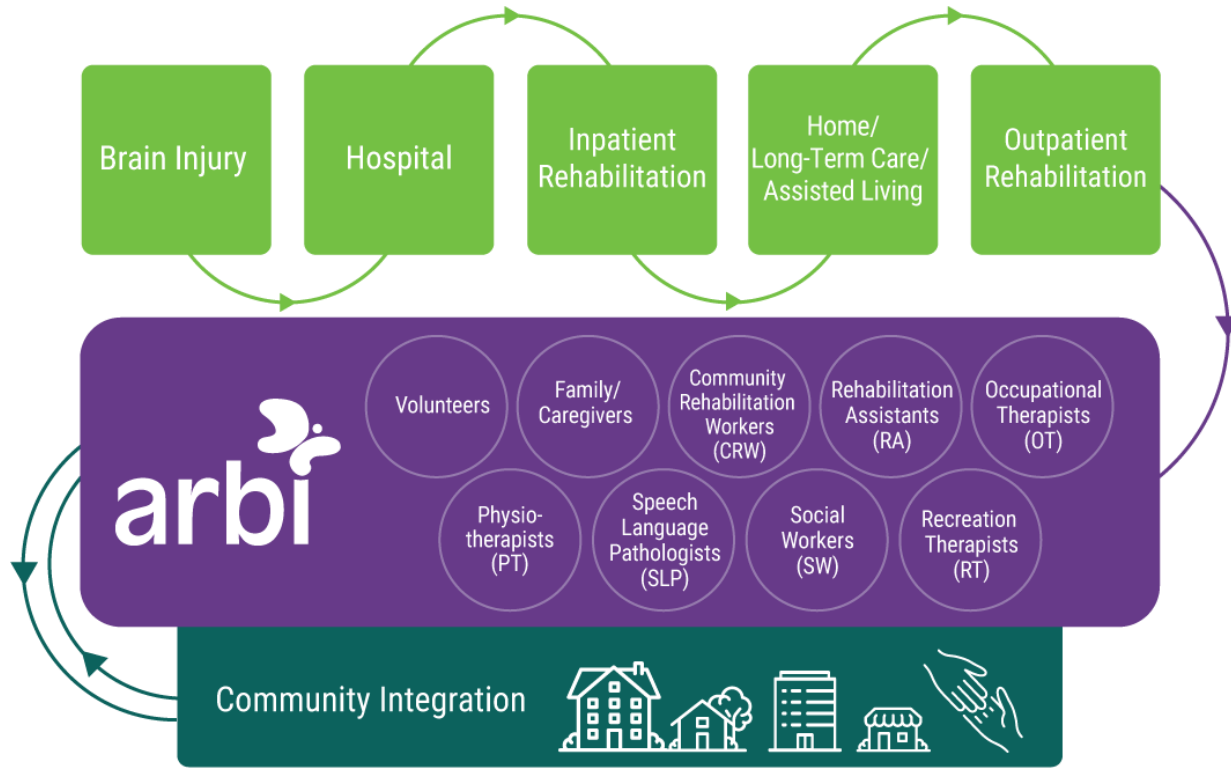 Brain Injury
Hospital
Inpatient
Rehabilitation
Home/
Long-Term Care/
Assisted Living
Outpatient
Rehabilitation
arbi
Volunteers
Family/
Caregivers
Community
Rehabilitation
Workers
(CRW)
Rehabilitation
Assistants
(RA)
Occupational
Therapists
(OT)
Physio-
therapists
(PT)
Speech
Language
Pathologists
(SLP)
Social
Workers
(SW)
Recreation
Therapists
(RT)
Community Integration